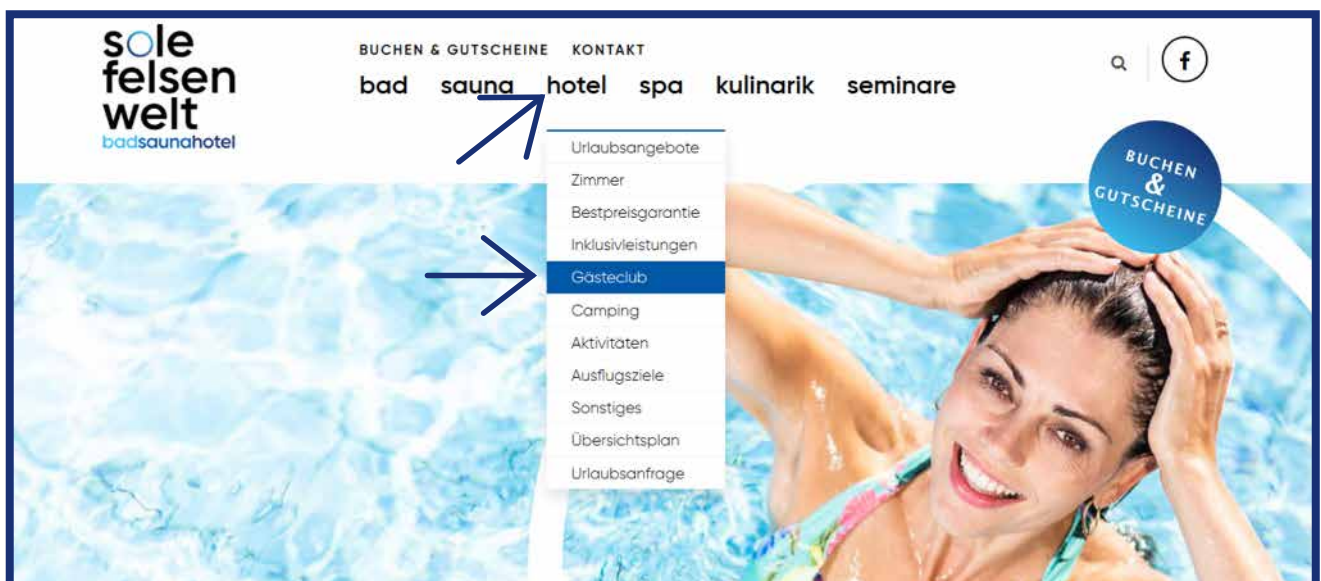 sole
felsen
welt
badsaunahotel
BUCHEN & GUTSCHEINE KONTAKT
bad sauna hotel spa kulinarik seminare
f
Urlaubsangebote
Zimmer
Bestpreisgarantie
Inklusivleistungen
Gästeclub
Camping
Aktivitäten
Ausflugsziele
Sonstiges
Übersichtsplan
Urlaubsanfrage
BUCHEN
&
GUTSCHEINE